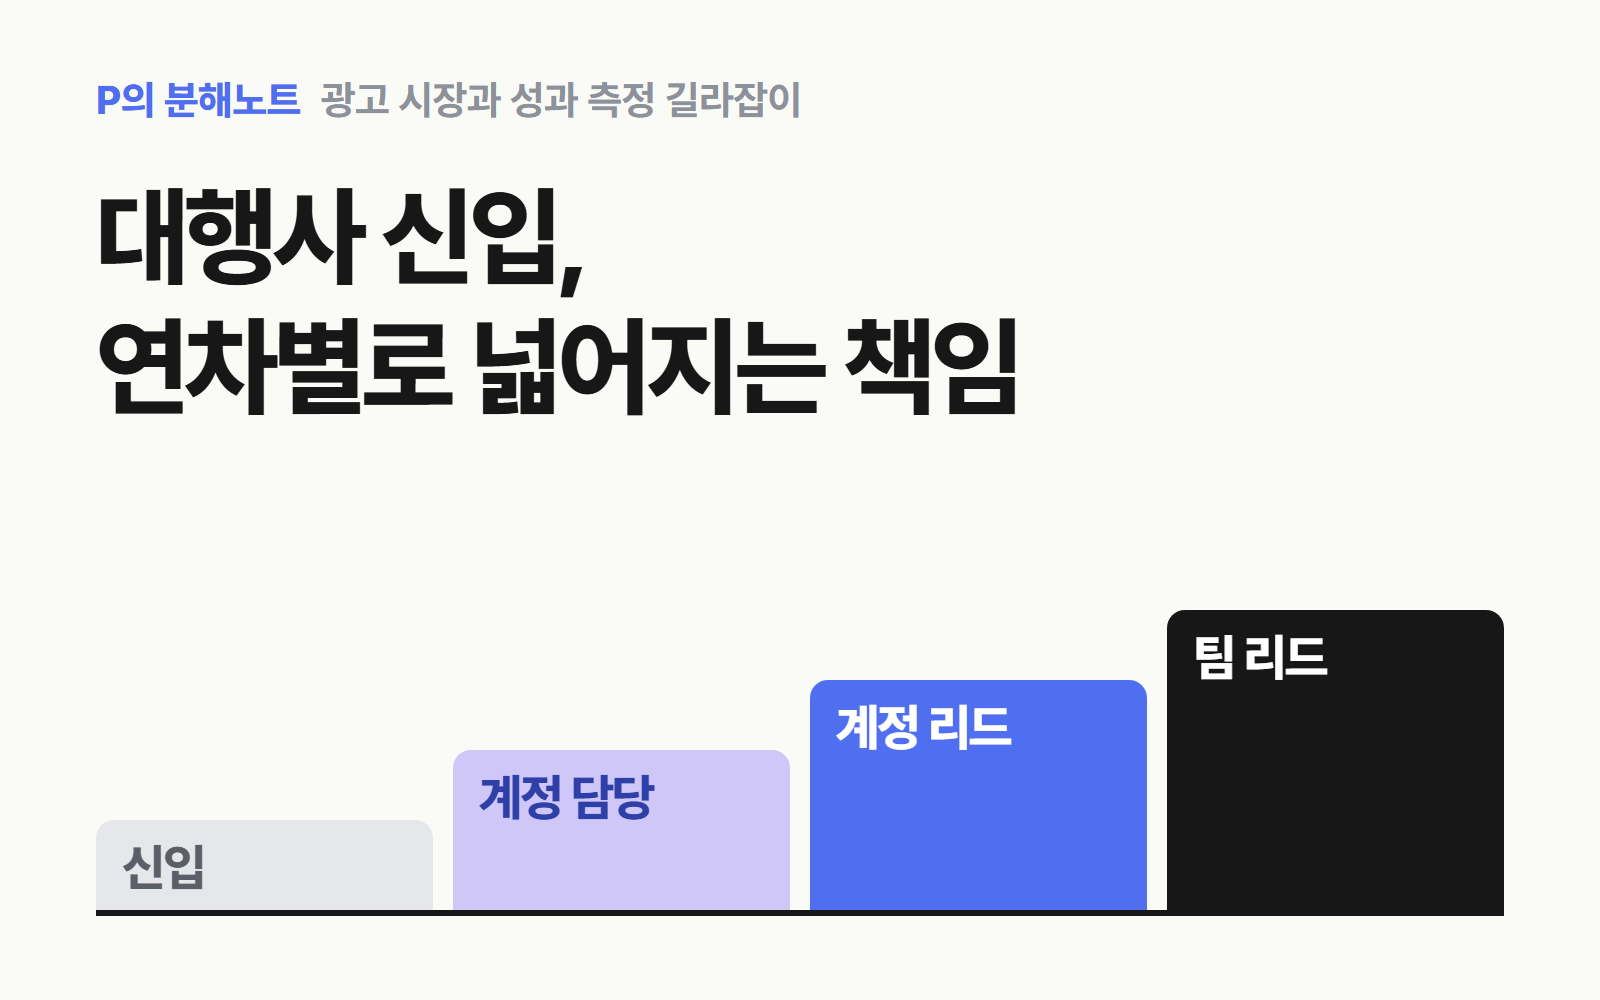 P의 분해노트 광고 시장과 성과 측정 길라잡이
대행사 신입,
연차별로 넓어지는 책임
신입
계정 담당
계정 리드
팀 리드